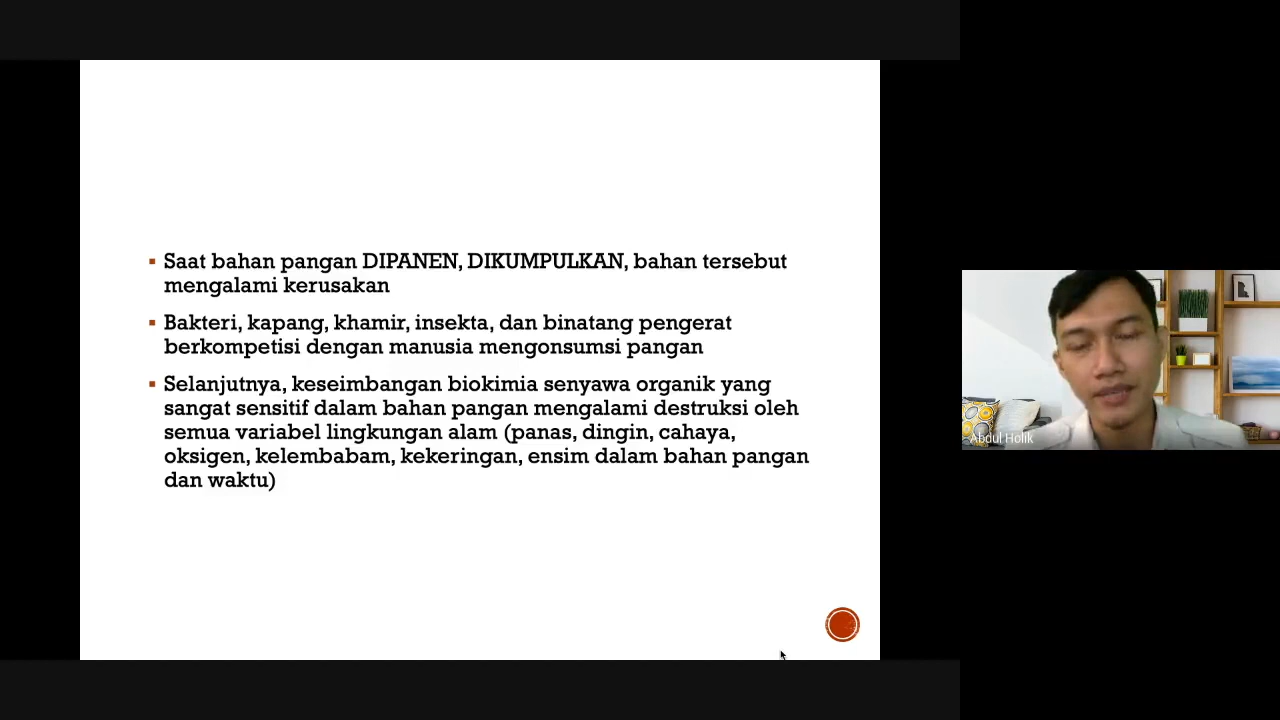 Saat bahan pangan DIPANEN, DIKUMPULKAN, bahan tersebut
mengalami kerusakan
Bakteri, kapang, khamir, insekta, dan binatang pengerat
berkompetisi dengan manusia mengonsumsi pangan
Selanjutnya, keseimbangan biokimia senyawa organik yang
sangat sensitif dalam bahan pangan mengalami destruksi oleh
semua variabel lingkungan alam (panas, dingin, cahaya,
oksigen, kelembabam, kekeringan, ensim dalam bahan pangan
dan waktu)
Abdul Holik